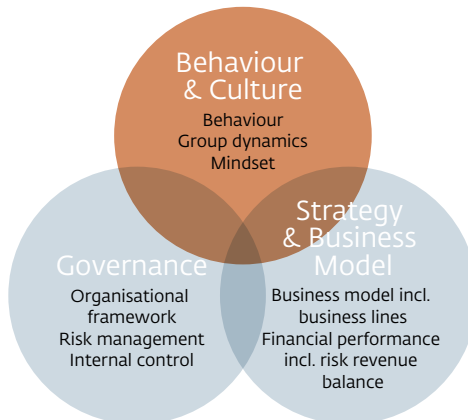 Behaviour
& Culture
Behaviour
Group dynamics
Mindset
Governance
Organisational
framework
Risk management
Internal control
Strategy
& Business
Model
Business model incl.
business lines
Financial performance
incl. risk revenue
balance